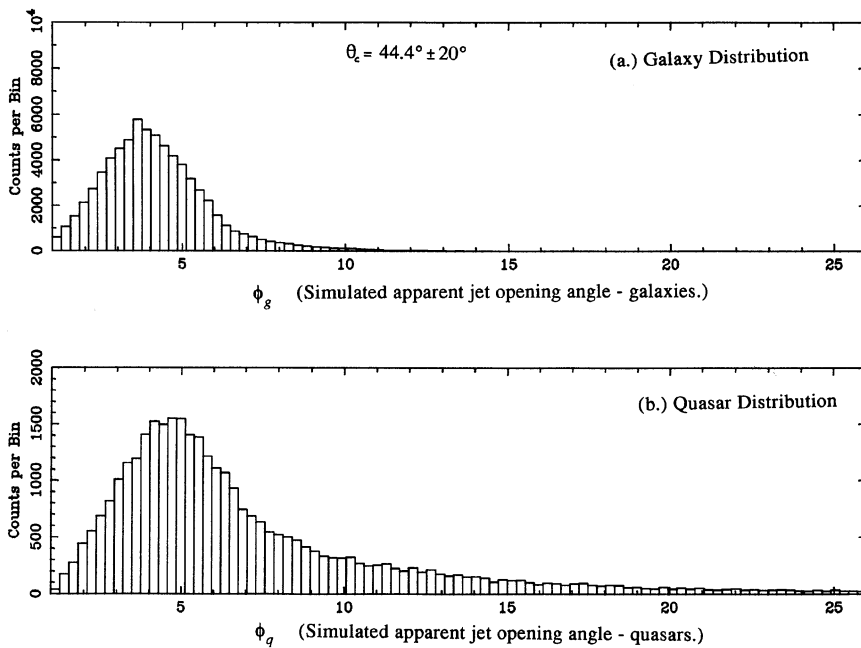 10⁴
8000
6000
4000
2000
0
Counts per Bin
θc = 44.4° ± 20°
(a.) Galaxy Distribution
5 10 15 20 25
ϕg (Simulated apparent jet opening angle - galaxies.)
2000
1500
1000
500
0
Counts per Bin
(b.) Quasar Distribution
5 10 15 20 25
ϕq (Simulated apparent jet opening angle - quasars.)